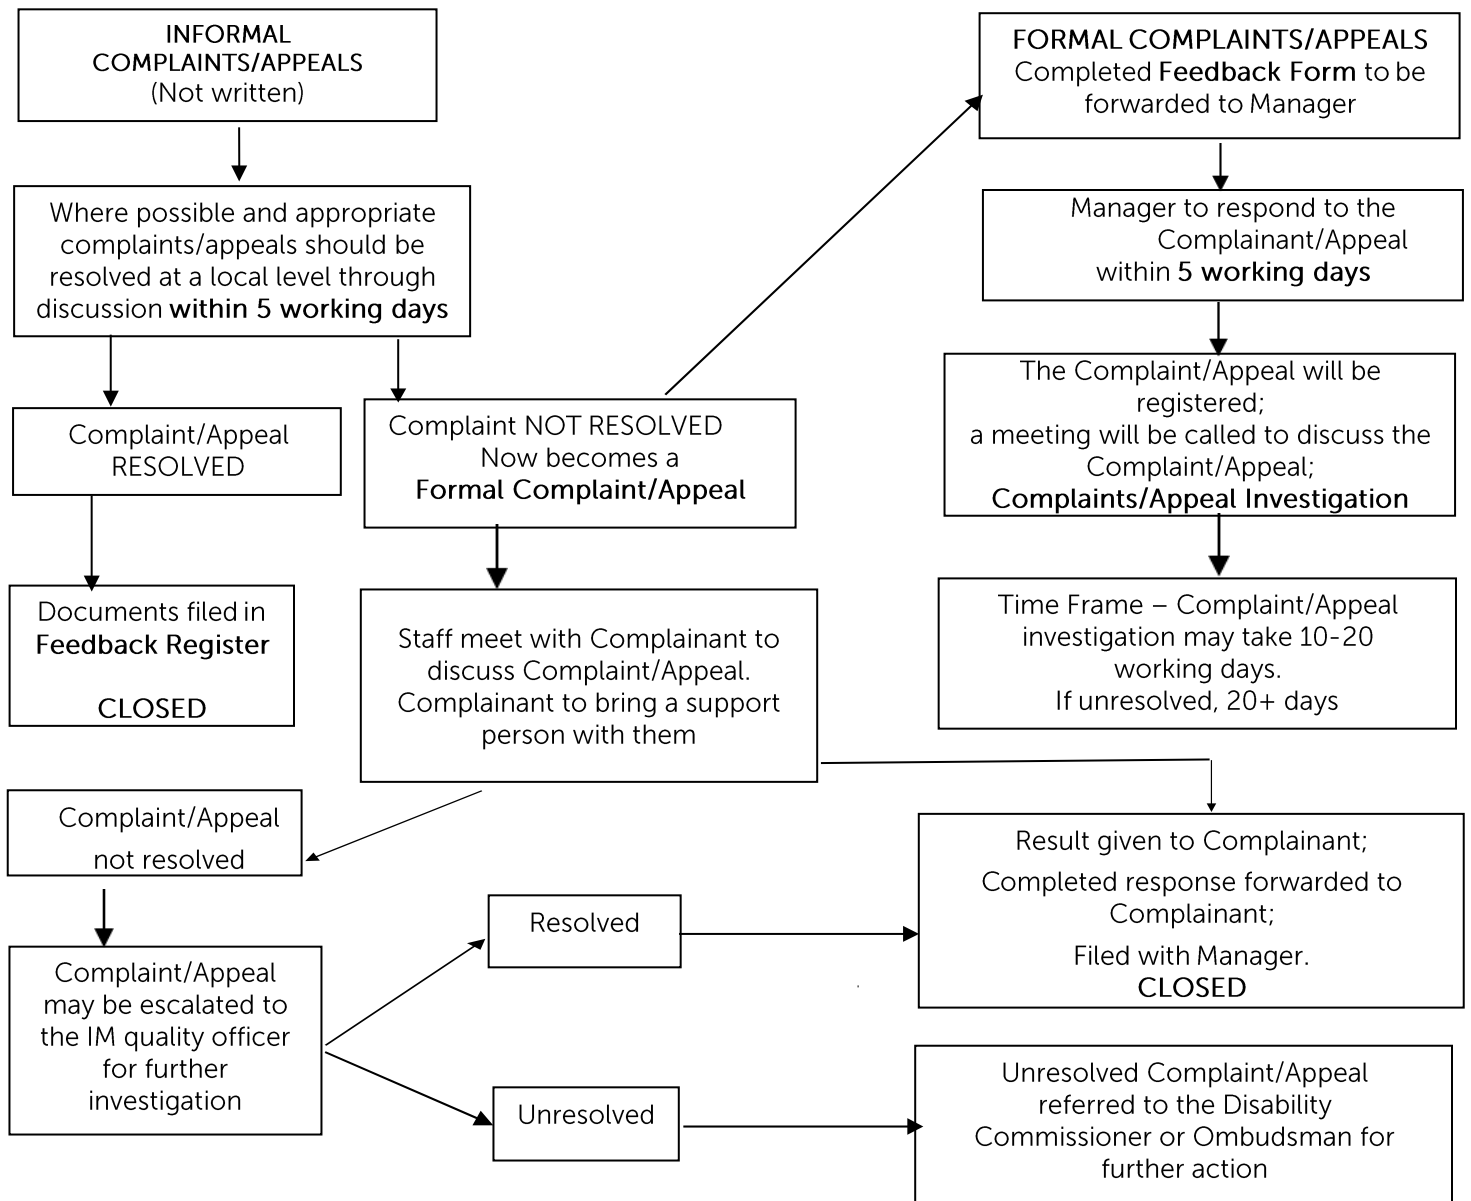 INFORMAL
COMPLAINTS/APPEALS
(Not written)
Where possible and appropriate
complaints/appeals should be
resolved at a local level through
discussion within 5 working days
Complaint/Appeal
RESOLVED
Documents filed in
Feedback Register
CLOSED
Complaint NOT RESOLVED
Now becomes a
Formal Complaint/Appeal
Staff meet with Complainant to
discuss Complaint/Appeal.
Complainant to bring a support
person with them
FORMAL COMPLAINTS/APPEALS
Completed Feedback Form to be
forwarded to Manager
Manager to respond to the
Complainant/Appeal
within 5 working days
The Complaint/Appeal will be
registered;
a meeting will be called to discuss the
Complaint/Appeal;
Complaints/Appeal Investigation
Time Frame – Complaint/Appeal
investigation may take 10-20
working days.
If unresolved, 20+ days
Complaint/Appeal
not resolved
Complaint/Appeal
may be escalated to
the IM quality officer
for further
investigation
Resolved
Unresolved
Result given to Complainant;
Completed response forwarded to
Complainant;
Filed with Manager.
CLOSED
Unresolved Complaint/Appeal
referred to the Disability
Commissioner or Ombudsman for
further action